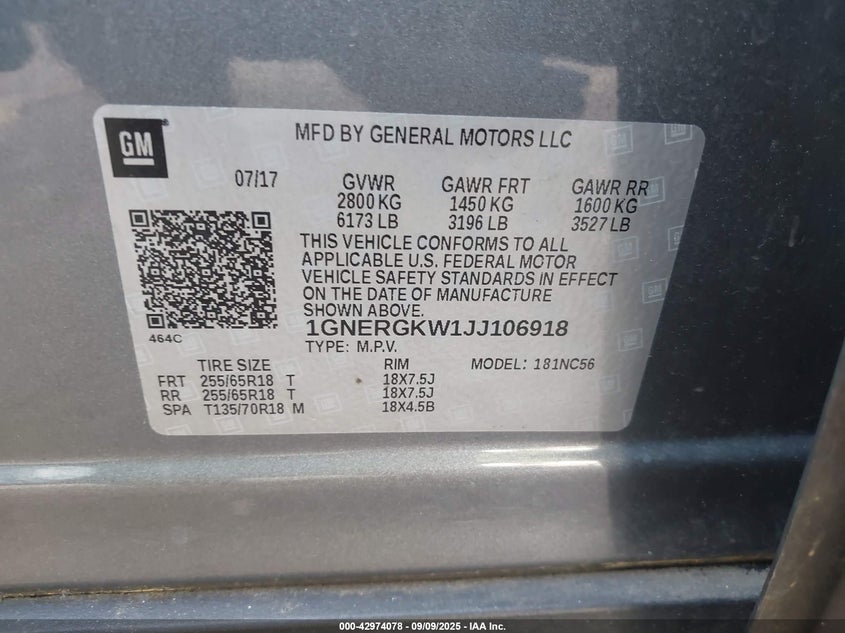 GM
MFD BY GENERAL MOTORS LLC
07/17
GVWR GAWR FRT GAWR RR
2800 KG 1450 KG 1600 KG
6173 LB 3196 LB 3527 LB
THIS VEHICLE CONFORMS TO ALL
APPLICABLE U.S. FEDERAL MOTOR
VEHICLE SAFETY STANDARDS IN EFFECT
ON THE DATE OF MANUFACTURE
SHOWN ABOVE.
464C
1GNERGKW1JJ106918
TYPE: M.P.V. MODEL: 181NC56
TIRE SIZE RIM
FRT 255/65R18 T 18X7.5J
RR 255/65R18 T 18X7.5J
SPA T135/70R18 M 18X4.5B
000-42974078 - 09/09/2025 - IAA Inc.